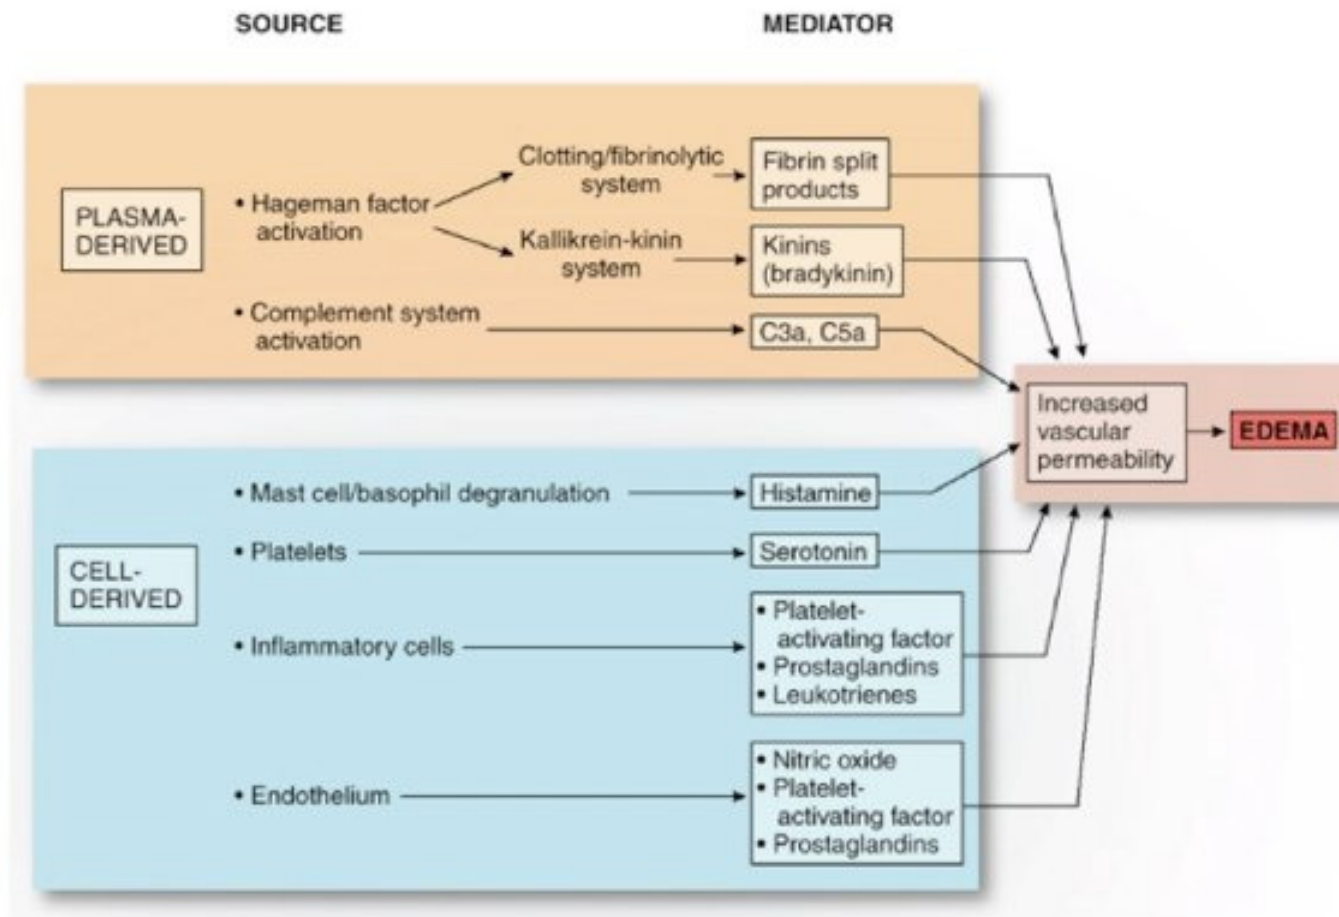 SOURCE
MEDIATOR
PLASMA-
DERIVED
• Hageman factor
activation
Clotting/fibrinolytic
system
Fibrin split
products
Kallikrein-kinin
system
Kinins
(bradykinin)
• Complement system
activation
C3a, C5a
Increased
vascular
permeability
EDEMA
CELL-
DERIVED
• Mast cell/basophil degranulation
Histamine
• Platelets
Serotonin
• Inflammatory cells
• Platelet-
activating factor
• Prostaglandins
• Leukotrienes
• Endothelium
• Nitric oxide
• Platelet-
activating factor
• Prostaglandins